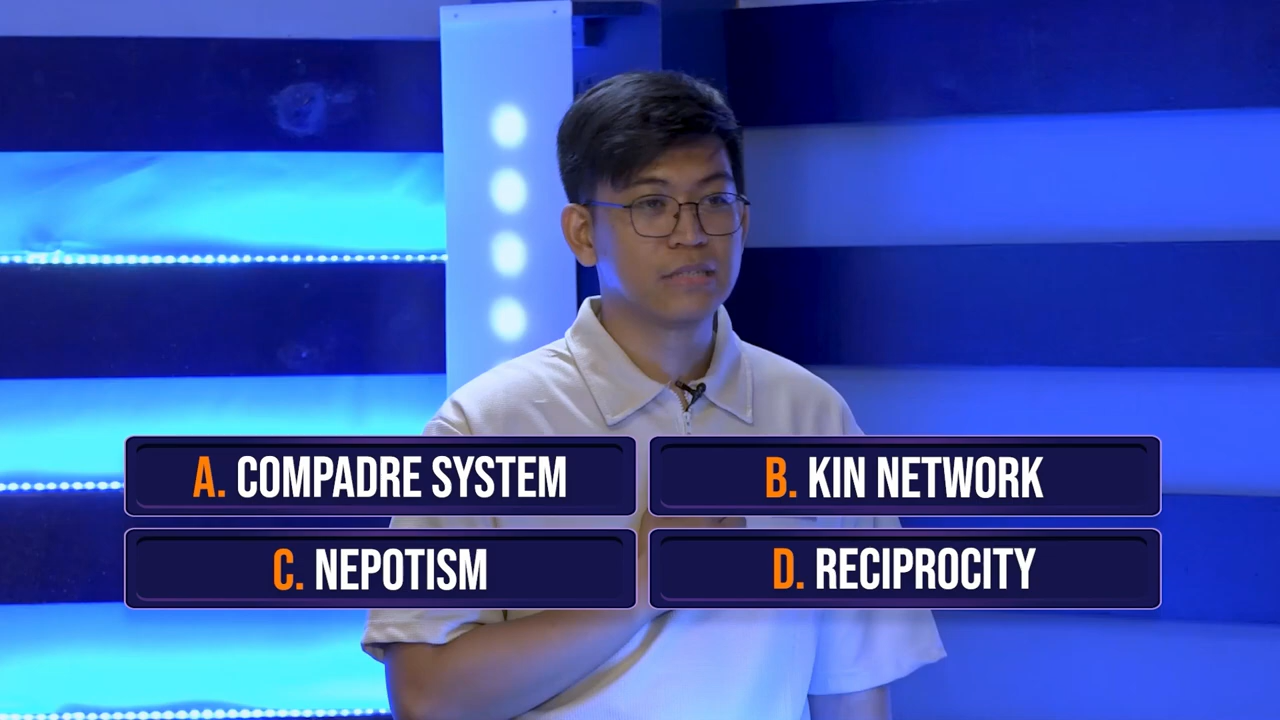 A. COMPADRE SYSTEM
B. KIN NETWORK
C. NEPOTISM
D. RECIPROCITY